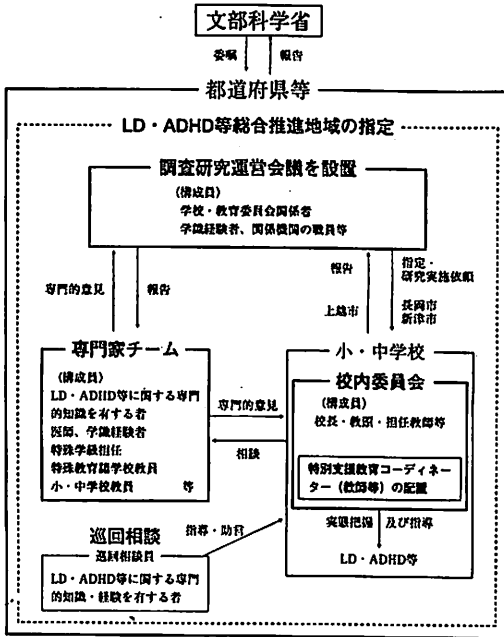 文部科学省
委嘱
報告
都道府県等
LD・ADHD等総合推進地域の指定
調査研究運営会議を設置
(構成員)
学校・教育委員会関係者
学識経験者、関係機関の職員等
専門的意見
報告
報告
指定・
研究実施依頼
上越市
長岡市
新津市
専門家チーム
(構成員)
LD・ADHD等に関する専門
的知識を有する者
医師、学識経験者
特殊学級担任
特殊教育諸学校教員
小・中学校教員 等
専門的意見
相談
小・中学校
校内委員会
(構成員)
校長・教頭・担任教師等
特別支援教育コーディネー
ター(教師等)の配置
実態把握 及び指導
LD・ADHD等
巡回相談
巡回相談員
LD・ADHD等に関する専門
的知識・経験を有する者
指導・助言